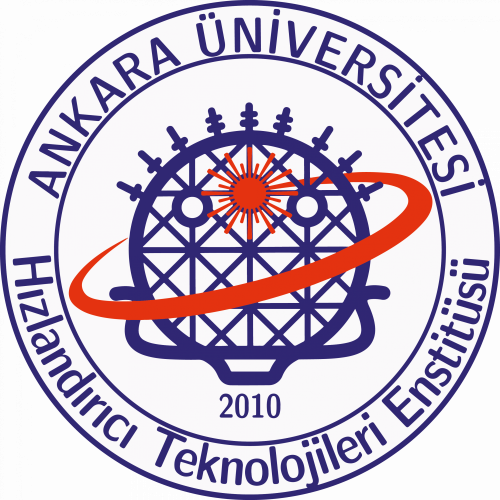 ANKARA ÜNİVERSİTESİ
2010
Hızlandırıcı Teknolojileri Enstitüsü